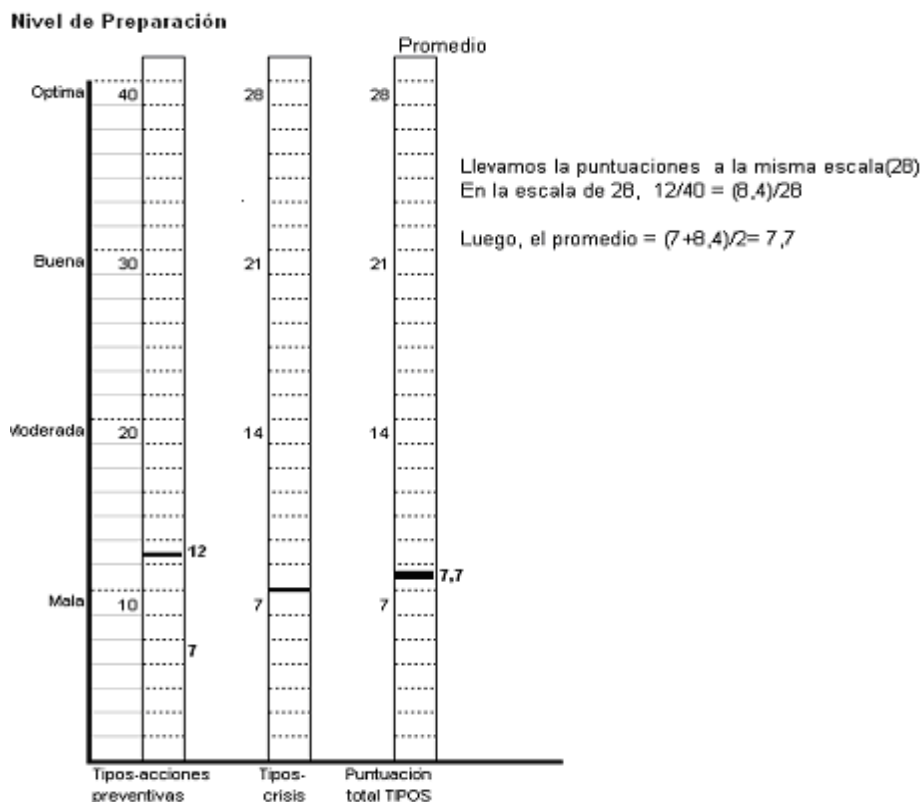 Nivel de Preparación
Promedio
Optima 40 28 28
Llevamos la puntuaciones a la misma escala(28)
En la escala de 28, 12/40 = (8,4)/28
Luego, el promedio = (7+8,4)/2= 7,7
Buena 30 21 21
Moderada 20 14 14
12
7,7
Mala 10 7 7
7
Tipos-acciones Tipos- Puntuación
preventivas crisis total TIPOS